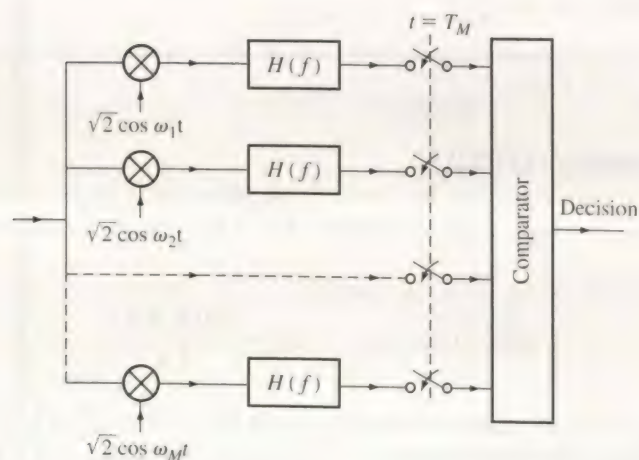 t = T_M
H(f)
√2 cos ω₁t
H(f)
√2 cos ω₂t
Comparator
Decision
H(f)
√2 cos ω_M t